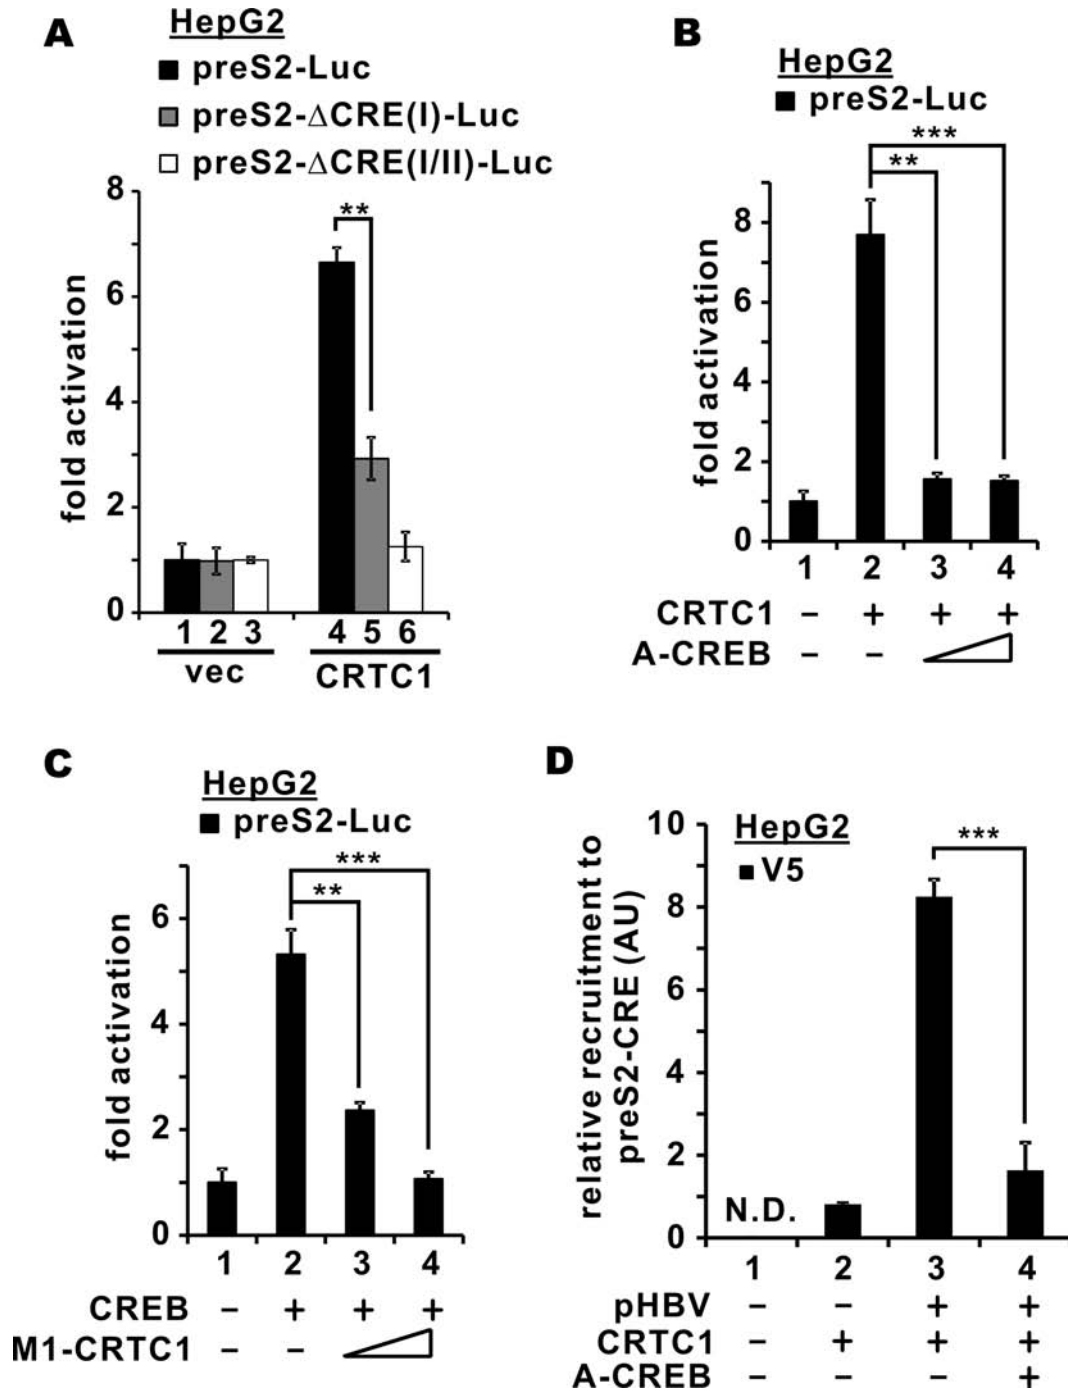 A
HepG2
preS2-Luc
preS2-ΔCRE(I)-Luc
preS2-ΔCRE(I/II)-Luc
fold activation
8
6
4
2
0
**
1 2 3 4 5 6
vec CRTC1
B
HepG2
preS2-Luc
***
**
fold activation
8
6
4
2
0
1 2 3 4
CRTC1 – + + +
A-CREB – –
C
HepG2
preS2-Luc
***
**
fold activation
6
4
2
0
1 2 3 4
CREB – + + +
M1-CRTC1 – –
D
HepG2
V5
***
relative recruitment to
preS2-CRE (AU)
10
8
6
4
2
0
N.D.
1 2 3 4
pHBV – – + +
CRTC1 – + + +
A-CREB – – – +